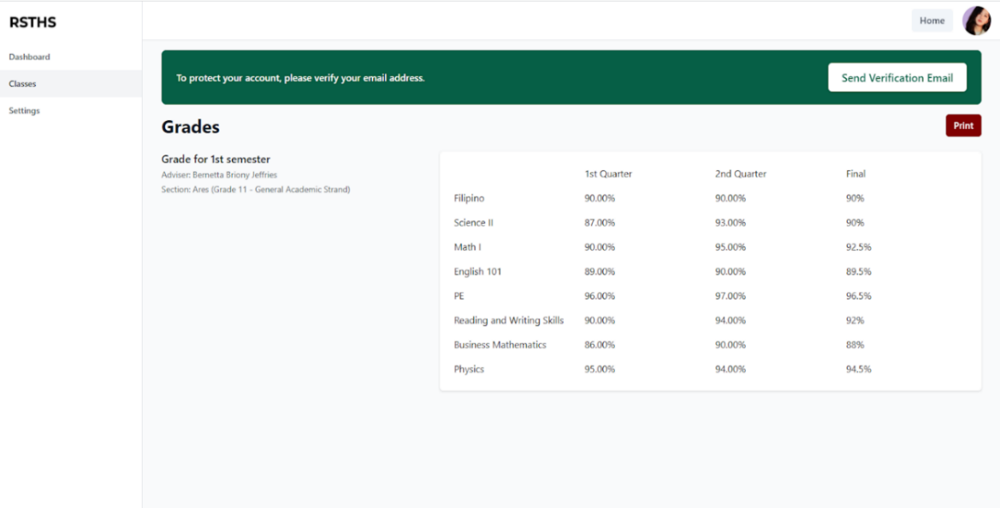 RSTHS
Home
Dashboard
Classes
Settings
To protect your account, please verify your email address.
Send Verification Email
Grades
Print
Grade for 1st semester
Adviser: Bernetta Briony Jeffries
Section: Ares (Grade 11 - General Academic Strand)
1st Quarter 2nd Quarter Final
Filipino 90.00% 90.00% 90%
Science II 87.00% 93.00% 90%
Math I 90.00% 95.00% 92.5%
English 101 89.00% 90.00% 89.5%
PE 96.00% 97.00% 96.5%
Reading and Writing Skills 90.00% 94.00% 92%
Business Mathematics 86.00% 90.00% 88%
Physics 95.00% 94.00% 94.5%